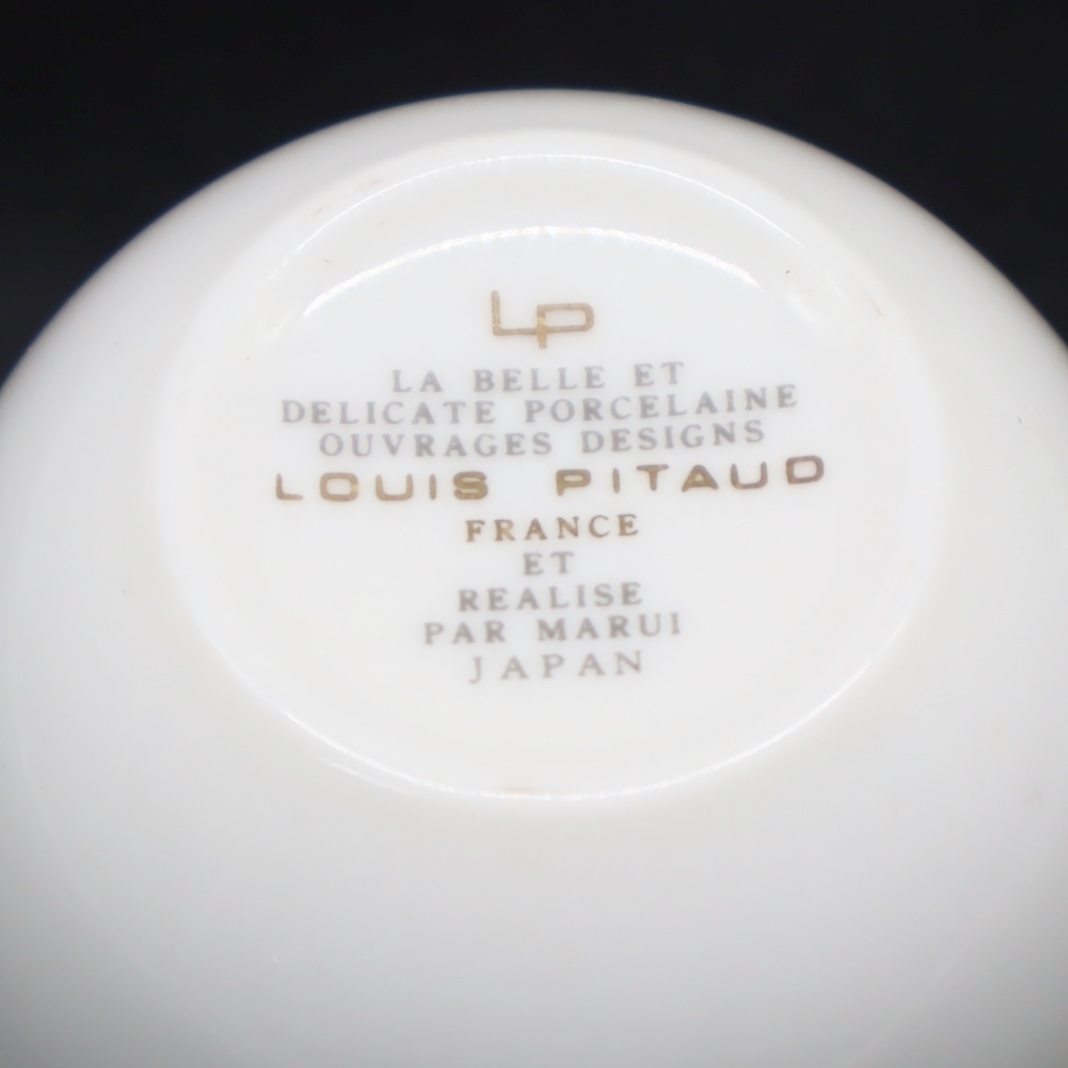 LP
LA BELLE ET
DELICATE PORCELAINE
OUVRAGES DESIGNS
LOUIS PITAUD
FRANCE
ET
REALISE
PAR MARUI
JAPAN